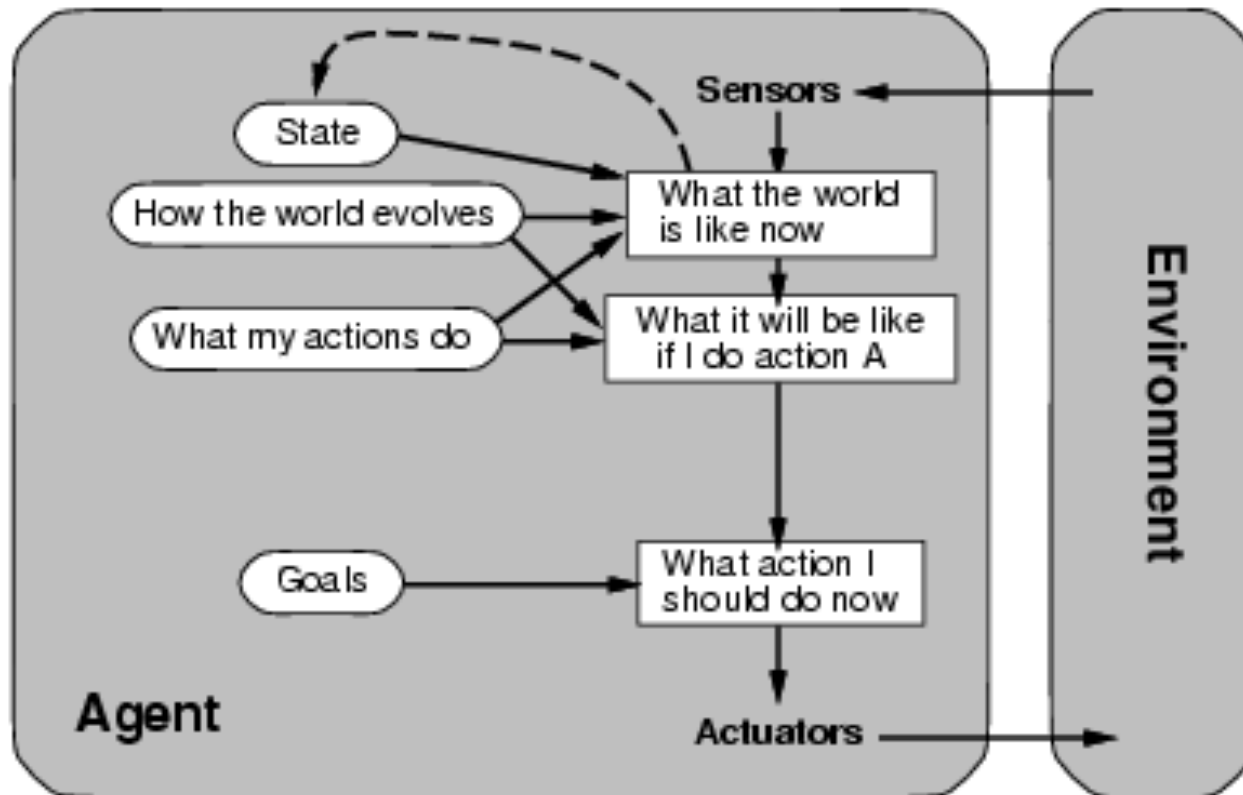 Sensors
State
What the world
is like now
How the world evolves
What it will be like
if I do action A
What my actions do
Environment
Goals
What action I
should do now
Agent
Actuators